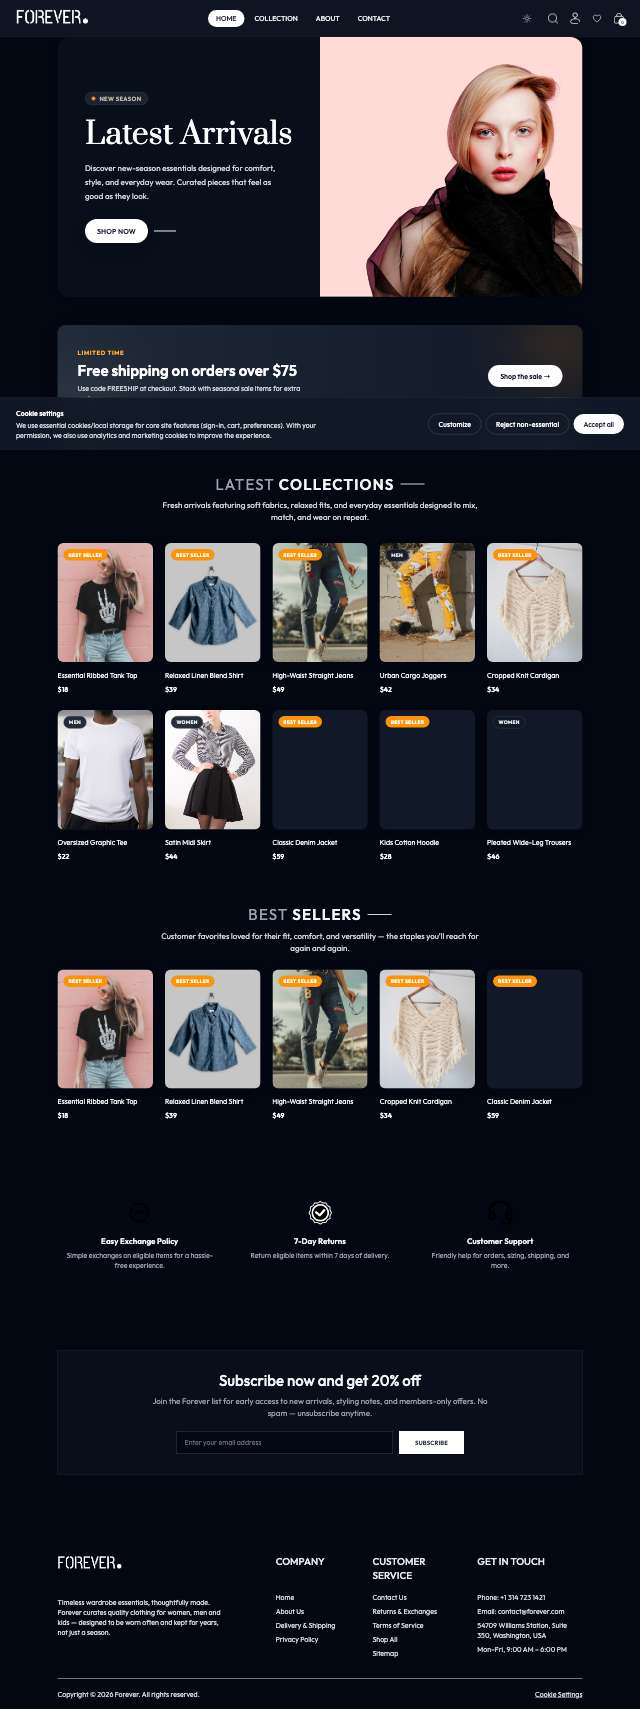 FOREVER.
HOME
COLLECTION
ABOUT
CONTACT
0
NEW SEASON
Latest Arrivals
Discover new-season essentials designed for comfort,
style, and everyday wear. Curated pieces that feel as
good as they look.
SHOP NOW
LIMITED TIME
Free shipping on orders over $75
Use code FREESHIP at checkout. Stack with seasonal sale items for extra
Shop the sale →
Cookie settings
We use essential cookies/local storage for core site features (sign-in, cart, preferences). With your
permission, we also use analytics and marketing cookies to improve the experience.
Customize
Reject non-essential
Accept all
LATEST COLLECTIONS
Fresh arrivals featuring soft fabrics, relaxed fits, and everyday essentials designed to mix,
match, and wear on repeat.
BEST SELLER
BEST SELLER
BEST SELLER
MEN
BEST SELLER
Essential Ribbed Tank Top
Relaxed Linen Blend Shirt
High-Waist Straight Jeans
Urban Cargo Joggers
Cropped Knit Cardigan
$18
$39
$49
$42
$34
MEN
WOMEN
BEST SELLER
BEST SELLER
WOMEN
Oversized Graphic Tee
Satin Midi Skirt
Classic Denim Jacket
Kids Cotton Hoodie
Pleated Wide-Leg Trousers
$22
$44
$59
$28
$46
BEST SELLERS
Customer favorites loved for their fit, comfort, and versatility — the staples you'll reach for
again and again.
BEST SELLER
BEST SELLER
BEST SELLER
BEST SELLER
BEST SELLER
Essential Ribbed Tank Top
Relaxed Linen Blend Shirt
High-Waist Straight Jeans
Cropped Knit Cardigan
Classic Denim Jacket
$18
$39
$49
$34
$59
Easy Exchange Policy
Simple exchanges on eligible items for a hassle-
free experience.
7-Day Returns
Return eligible items within 7 days of delivery.
Customer Support
Friendly help for orders, sizing, shipping, and
more.
Subscribe now and get 20% off
Join the Forever list for early access to new arrivals, styling notes, and members-only offers. No
spam — unsubscribe anytime.
Enter your email address
SUBSCRIBE
FOREVER.
Timeless wardrobe essentials, thoughtfully made.
Forever curates quality clothing for women, men and
kids — designed to be worn often and kept for years,
not just a season.
COMPANY
Home
About Us
Delivery & Shipping
Privacy Policy
CUSTOMER
SERVICE
Contact Us
Returns & Exchanges
Terms of Service
Shop All
Sitemap
GET IN TOUCH
Phone: +1 314 723 1421
Email: contact@forever.com
54709 Williams Station, Suite
350, Washington, USA
Mon–Fri, 9:00 AM – 6:00 PM
Copyright © 2026 Forever. All rights reserved.
Cookie Settings